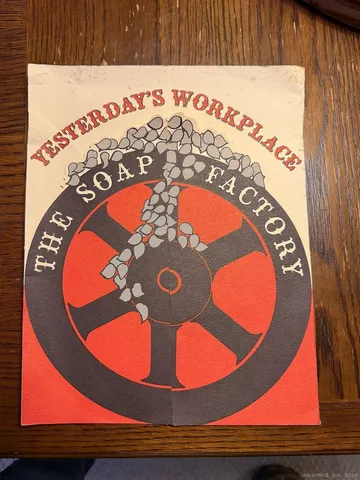 YESTERDAY'S WORKPLACE
THE SOAP FACTORY